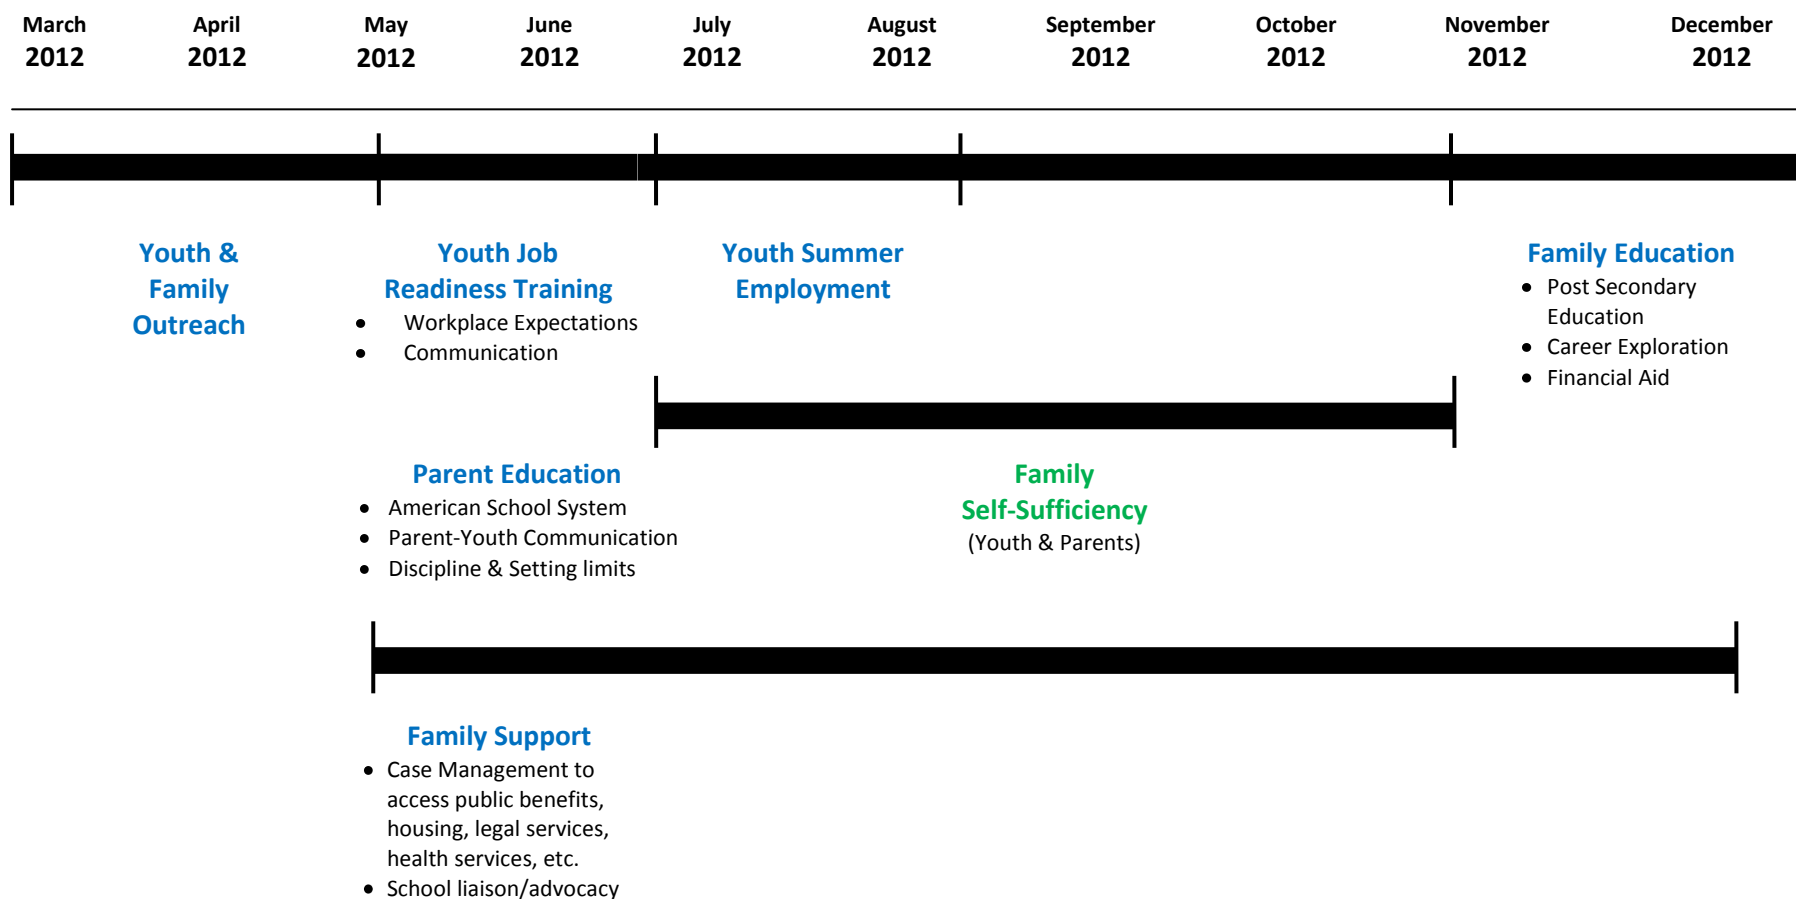 March April May June July August September October November December
2012 2012 2012 2012 2012 2012 2012 2012 2012 2012
Youth &
Family
Outreach
Youth Job
Readiness Training
• Workplace Expectations
• Communication
Youth Summer
Employment
Family Education
• Post Secondary
Education
• Career Exploration
• Financial Aid
Parent Education
• American School System
• Parent-Youth Communication
• Discipline & Setting limits
Family
Self-Sufficiency
(Youth & Parents)
Family Support
• Case Management to
access public benefits,
housing, legal services,
health services, etc.
• School liaison/advocacy